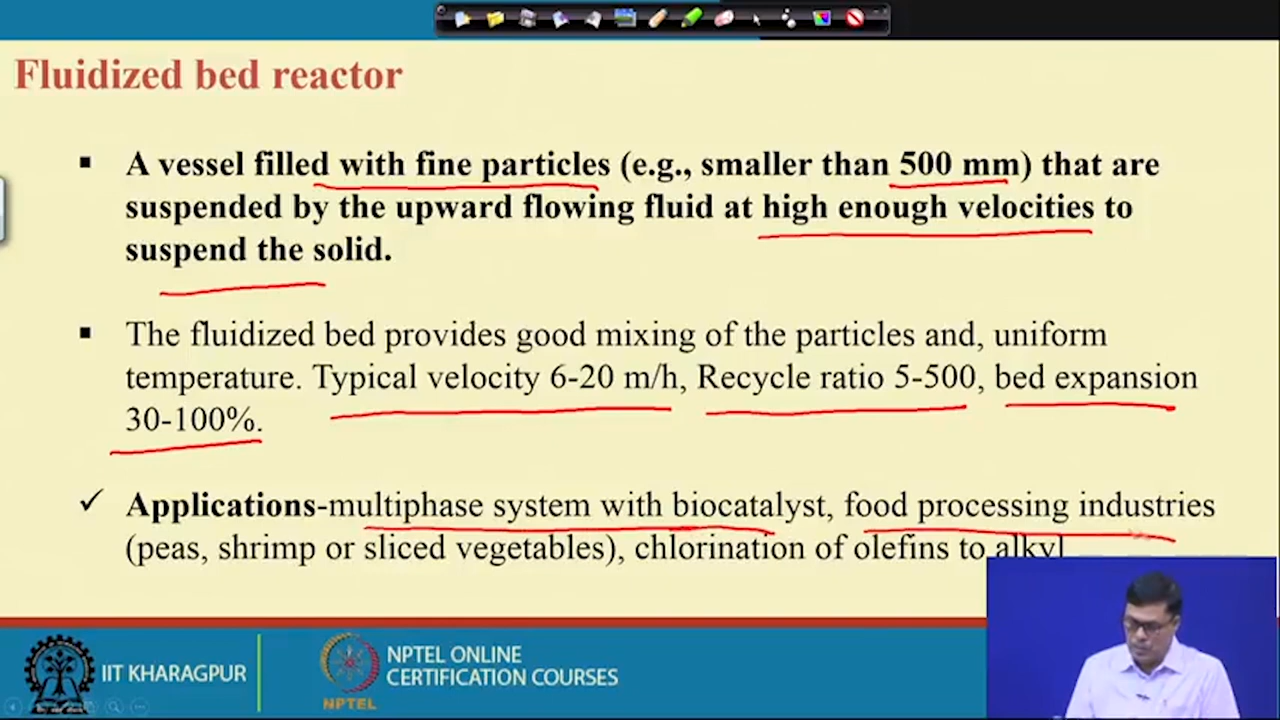 Fluidized bed reactor
▪ A vessel filled with fine particles (e.g., smaller than 500 mm) that are
suspended by the upward flowing fluid at high enough velocities to
suspend the solid.
▪ The fluidized bed provides good mixing of the particles and, uniform
temperature. Typical velocity 6-20 m/h, Recycle ratio 5-500, bed expansion
30-100%.
✓ Applications-multiphase system with biocatalyst, food processing industries
(peas, shrimp or sliced vegetables), chlorination of olefins to alkyl
IIT KHARAGPUR
NPTEL
NPTEL ONLINE
CERTIFICATION COURSES